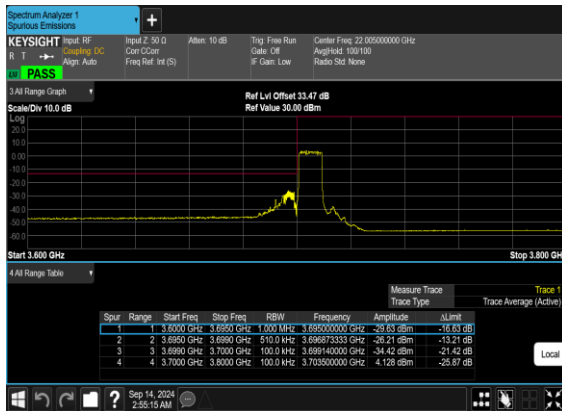 Spectrum Analyzer 1
Spurious Emissions
KEYSIGHT Input: RF Input Z: 50 Ω Atten: 10 dB Trig: Free Run Center Freq: 22.005000000 GHz
R T Coupling: DC Corr CCorr Gate: Off Avg|Hold: 100/100
Align: Auto Freq Ref: Int (S) IF Gain: Low Radio Std: None
PASS
3 All Range Graph
Ref Lvl Offset 33.47 dB
Scale/Div 10.0 dB Ref Value 30.00 dBm
Log
20.0
10.0
0.00
-10.0
-20.0
-30.0
-40.0
-50.0
-60.0
Start 3.600 GHz Stop 3.800 GH
4 All Range Table
Measure Trace Trace 1
Trace Type Trace Average (Active)
Spur Range Start Freq Stop Freq RBW Frequency Amplitude ΔLimit
1 1 3.6000 GHz 3.6950 GHz 1.000 MHz 3.695000000 GHz -29.63 dBm -16.63 dB
2 2 3.6950 GHz 3.6990 GHz 510.0 kHz 3.696873333 GHz -26.21 dBm -13.21 dB
3 3 3.6990 GHz 3.7000 GHz 100.0 kHz 3.699140000 GHz -34.42 dBm -21.42 dB
4 4 3.7000 GHz 3.8000 GHz 100.0 kHz 3.703500000 GHz 4.128 dBm -25.87 dB
Local
Sep 14, 2024
2:55:15 AM